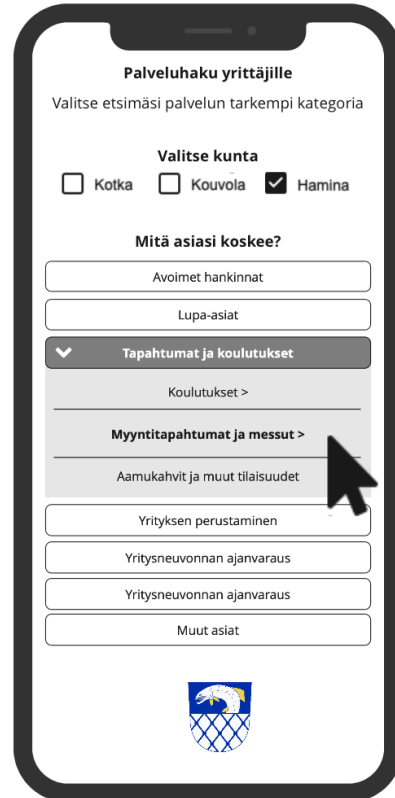 Palveluhaku yrittäjille
Valitse etsimäsi palvelun tarkempi kategoria
Valitse kunta
Kotka Kouvola Hamina
Mitä asiasi koskee?
Avoimet hankinnat
Lupa-asiat
Tapahtumat ja koulutukset
Koulutukset >
Myyntitapahtumat ja messut >
Aamukahvit ja muut tilaisuudet
Yrityksen perustaminen
Yritysneuvonnan ajanvaraus
Yritysneuvonnan ajanvaraus
Muut asiat